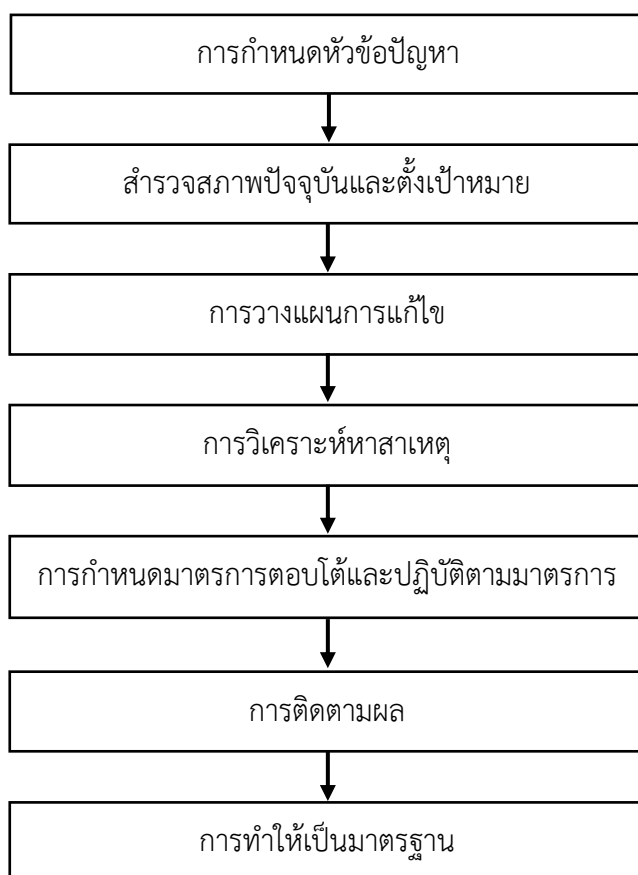 การกำหนดหัวข้อปัญหา
สำรวจสภาพปัจจุบันและตั้งเป้าหมาย
การวางแผนการแก้ไข
การวิเคราะห์หาสาเหตุ
การกำหนดมาตรการตอบโต้และปฏิบัติตามมาตรการ
การติดตามผล
การทำให้เป็นมาตรฐาน